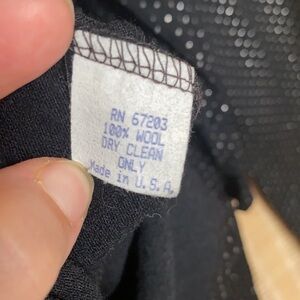 RN 67203
100% WOOL
DRY CLEAN
ONLY
Made in U.S.A.